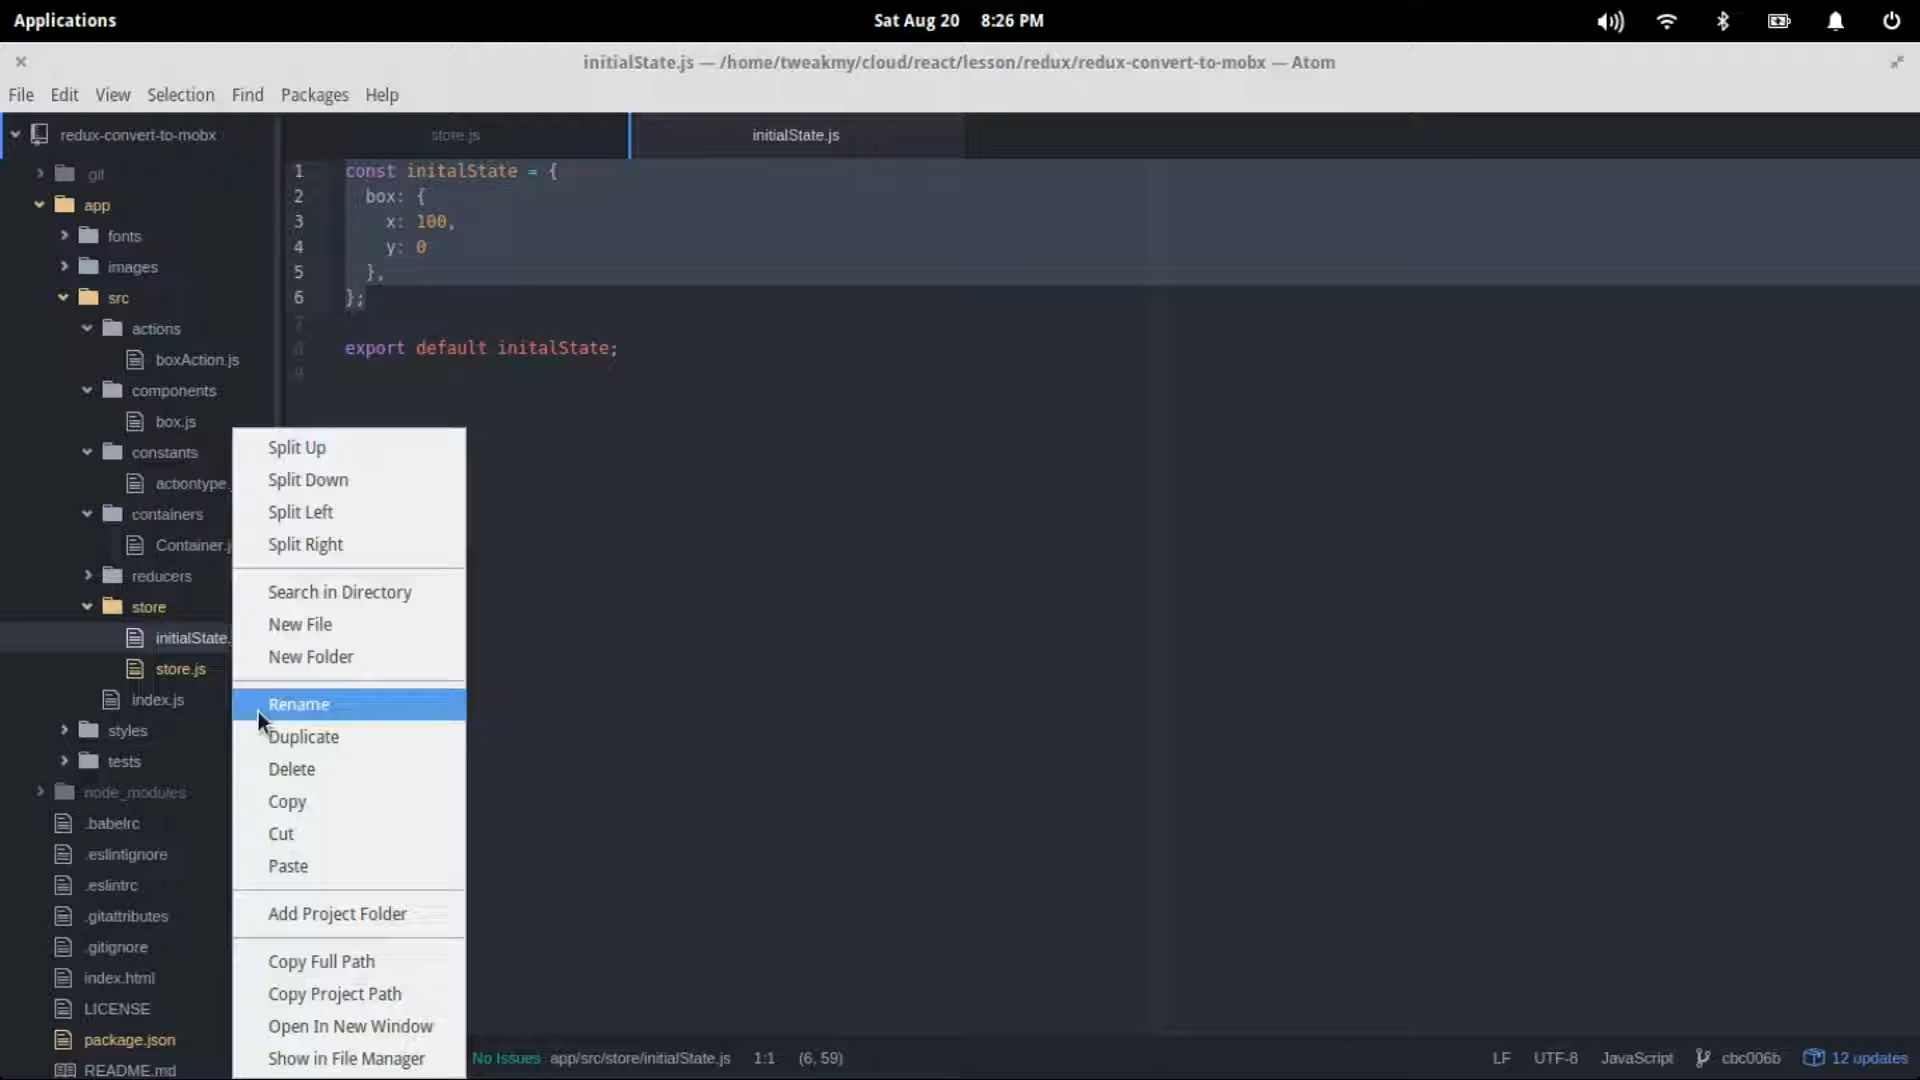 Applications
Sat Aug 20 8:26 PM
initialState.js — /home/tweakmy/cloud/react/lesson/redux/redux-convert-to-mobx — Atom
File Edit View Selection Find Packages Help
redux-convert-to-mobx
store.js
initialState.js
.git
app
fonts
images
src
actions
boxAction.js
components
box.js
constants
actiontype.
containers
Container.j
reducers
store
initialState.
store.js
index.js
styles
tests
node_modules
.babelrc
.eslintignore
.eslintrc
.gitattributes
.gitignore
index.html
LICENSE
package.json
README.md
1 const initalState = {
2 box: {
3 x: 100,
4 y: 0
5 },
6 };
7
8 export default initalState;
9
Split Up
Split Down
Split Left
Split Right
Search in Directory
New File
New Folder
Rename
Duplicate
Delete
Copy
Cut
Paste
Add Project Folder
Copy Full Path
Copy Project Path
Open In New Window
Show in File Manager
No Issues app/src/store/initialState.js 1:1 (6, 59)
LF UTF-8 JavaScript cbc006b 12 updates